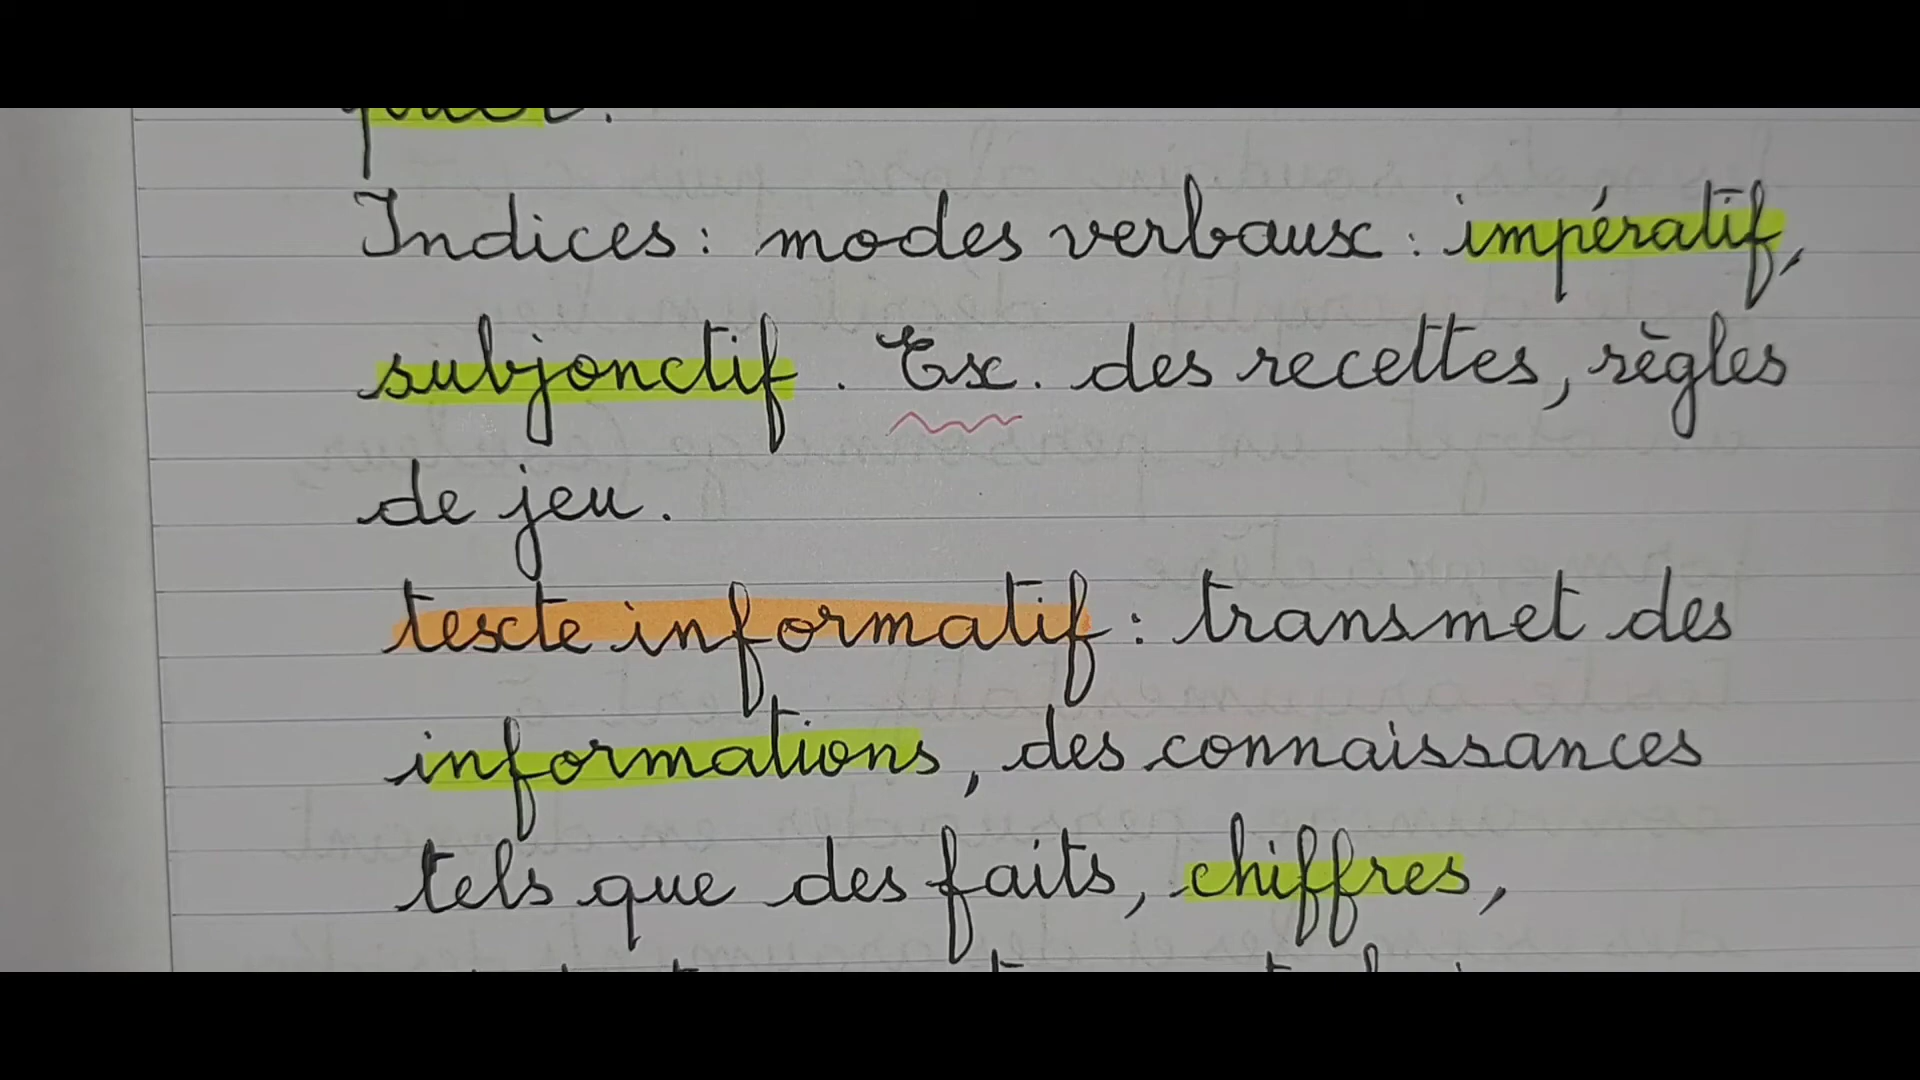 Indices : modes verbaux : impératif,
subjonctif. Ex. des recettes, règles
de jeu.
texte informatif : transmet des
informations, des connaissances
tels que des faits, chiffres,